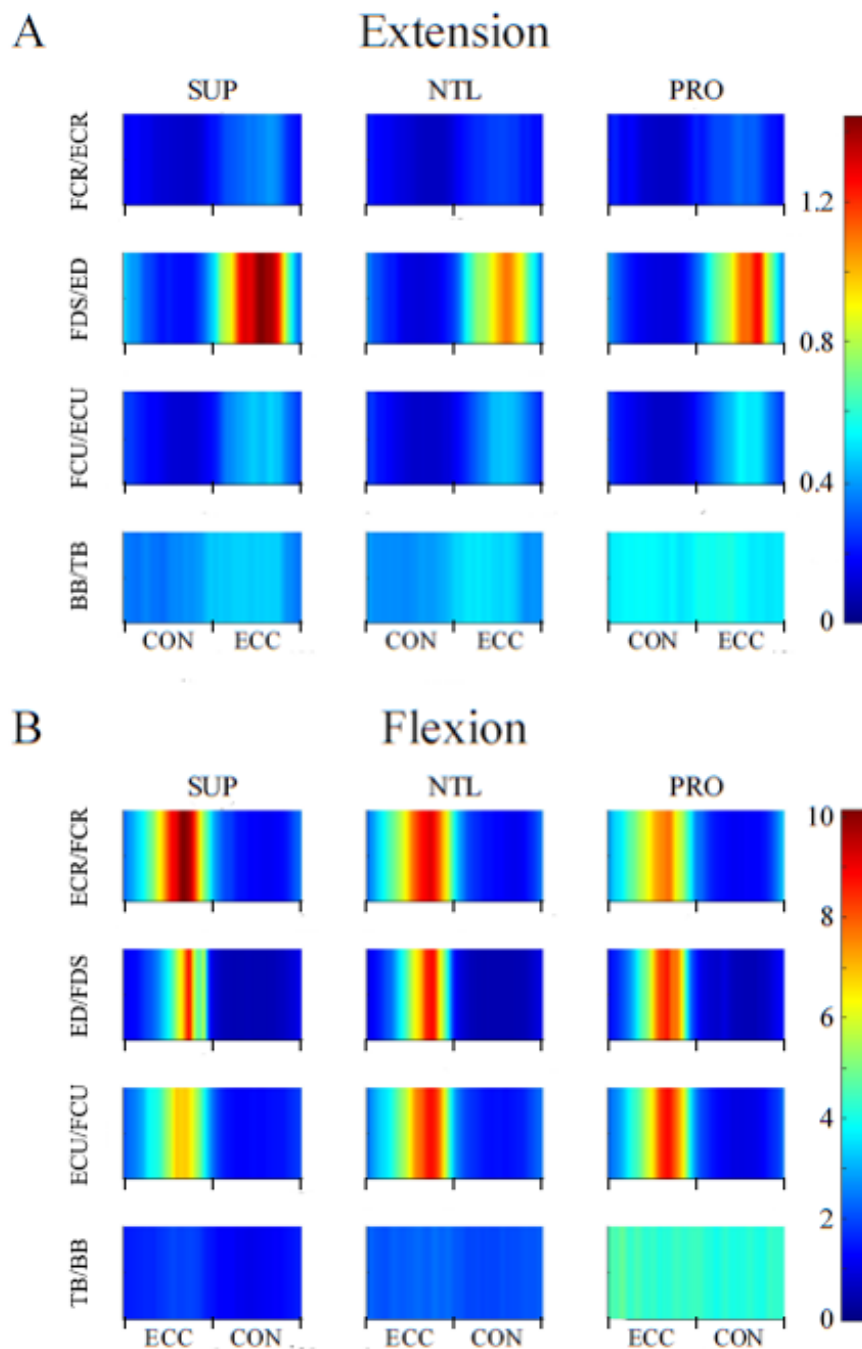 A Extension
SUP NTL PRO
FCR/ECR
1.2
FDS/ED
0.8
FCU/ECU
0.4
BB/TB
0
CON ECC CON ECC CON ECC
B Flexion
SUP NTL PRO
10
ECR/FCR
8
ED/FDS
6
ECU/FCU
4
2
TB/BB
0
ECC CON ECC CON ECC CON